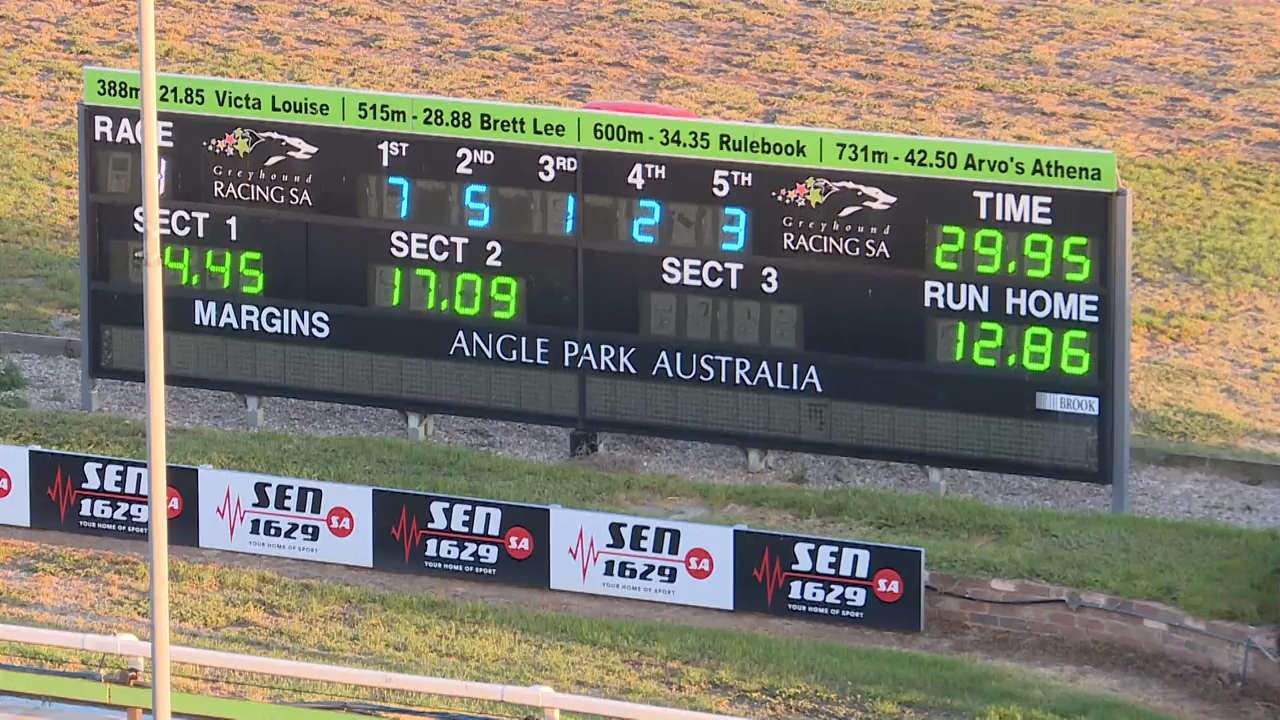 388m 21.85 Victa Louise | 515m - 28.88 Brett Lee | 600m - 34.35 Rulebook | 731m - 42.50 Arvo's Athena
RACE
Greyhound
RACING SA
1ST 2ND 3RD 4TH 5TH
7 5 1 2 3
Greyhound
RACING SA
TIME
29.95
SECT 1
4.45
SECT 2
17.09
SECT 3
RUN HOME
12.86
MARGINS
ANGLE PARK AUSTRALIA
BROOK
SEN
1629 SA
YOUR HOME OF SPORT
SEN
1629 SA
YOUR HOME OF SPORT
SEN
1629 SA
YOUR HOME OF SPORT
SEN
1629 SA
YOUR HOME OF SPORT
SEN
1629 SA
YOUR HOME OF SPORT